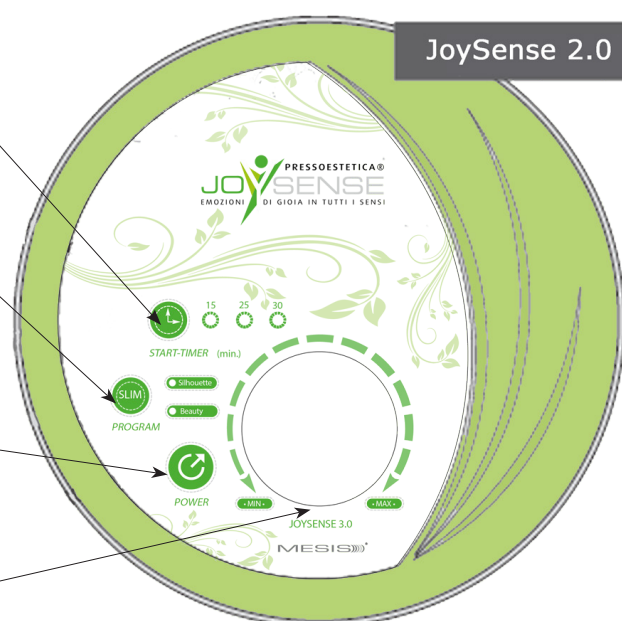 JoySense 2.0
PRESSOESTETICA®
JOYSENSE
EMOZIONI DI GIOIA IN TUTTI I SENSI
15 25 30
START-TIMER (min.)
SLIM
Silhouette
Beauty
PROGRAM
POWER
• MIN •
• MAX •
JOYSENSE 3.0
MESIS